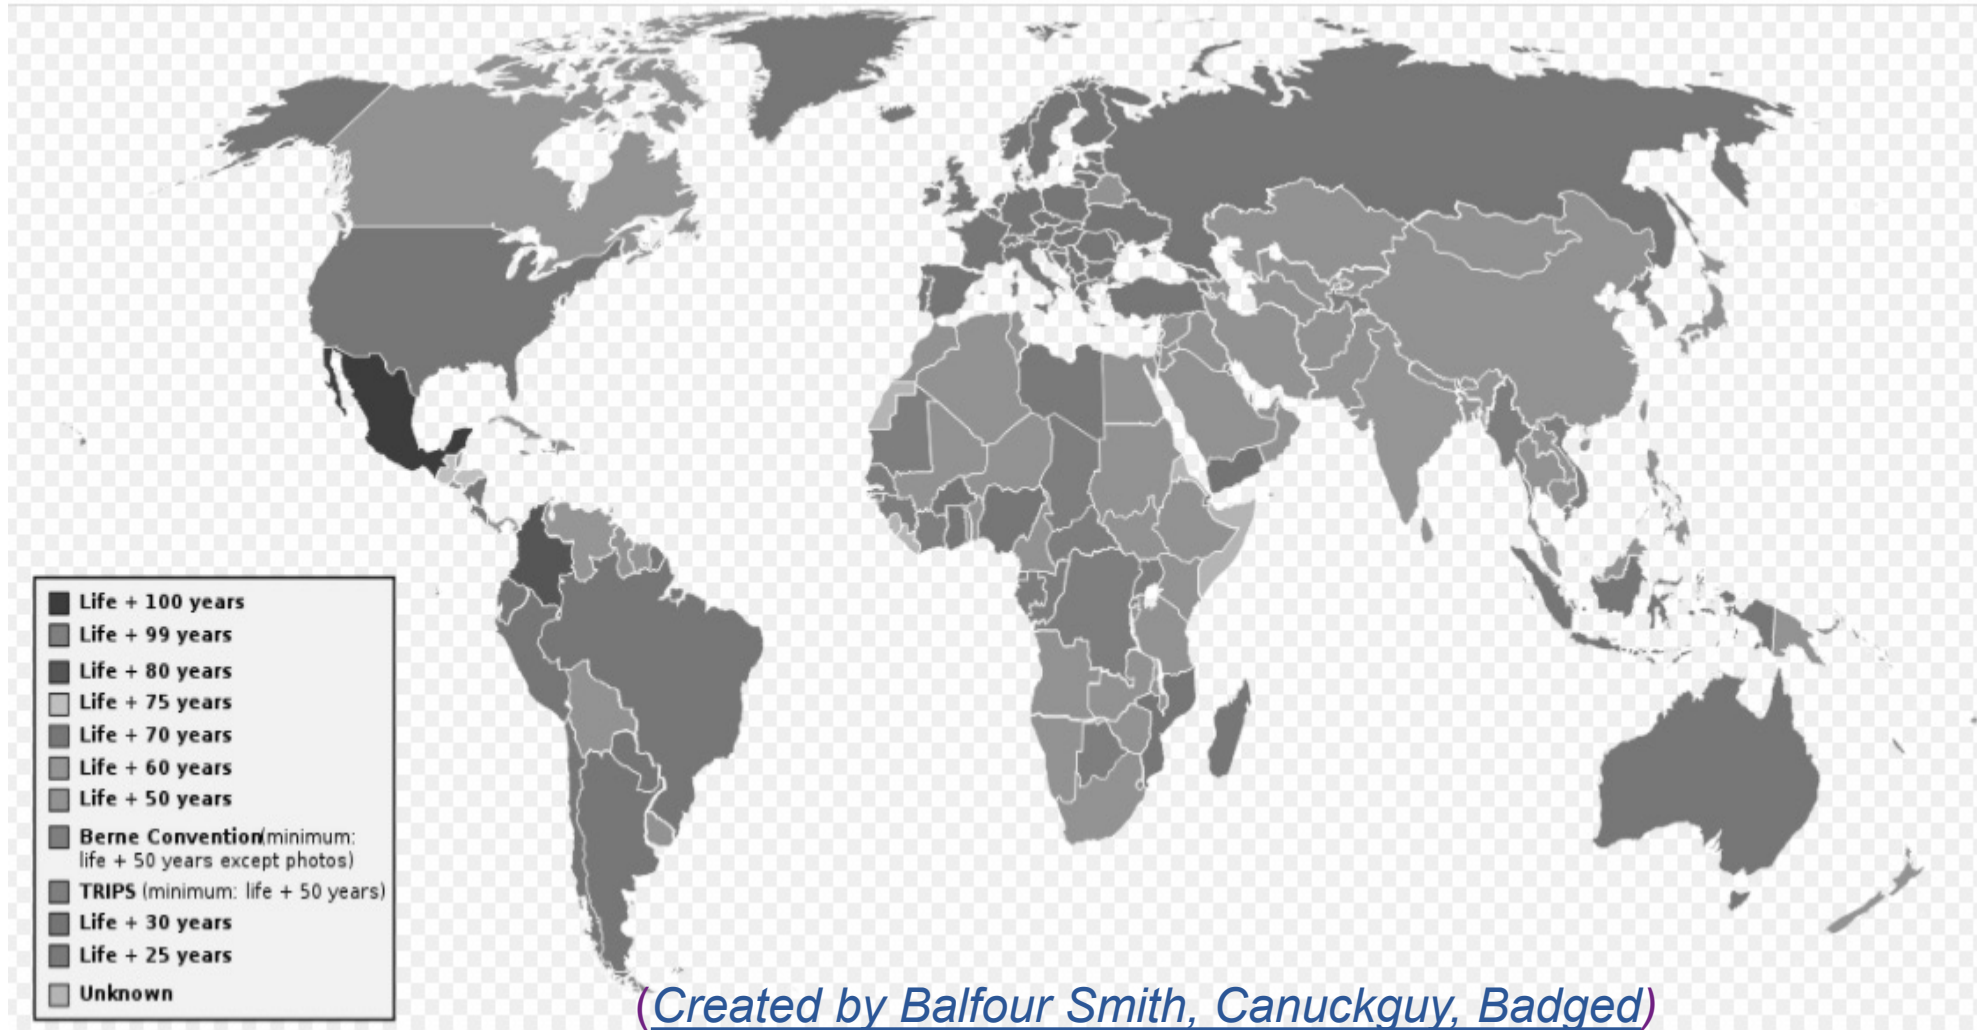 Life + 100 years
Life + 99 years
Life + 80 years
Life + 75 years
Life + 70 years
Life + 60 years
Life + 50 years
Berne Convention(minimum:
life + 50 years except photos)
TRIPS (minimum: life + 50 years)
Life + 30 years
Life + 25 years
Unknown
(Created by Balfour Smith, Canuckguy, Badged)